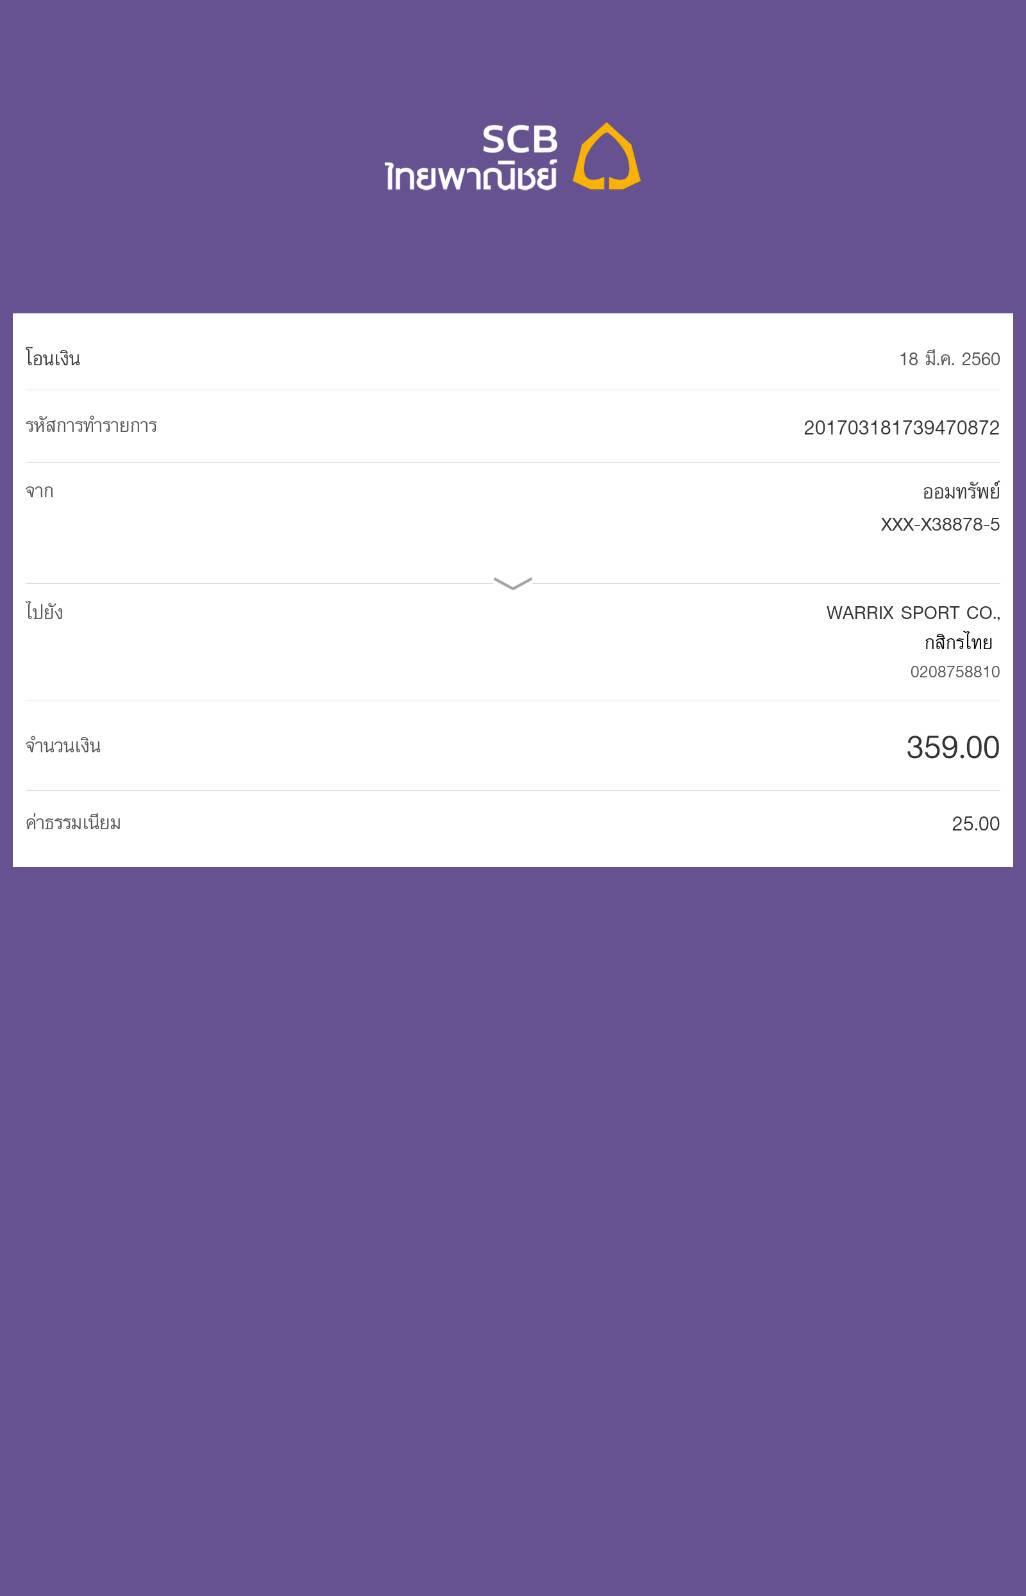 SCB
ไทยพาณิชย์
โอนเงิน 18 มี.ค. 2560
รหัสการทำรายการ 201703181739470872
จาก ออมทรัพย์
XXX-X38878-5
ไปยัง WARRIX SPORT CO.,
กสิกรไทย
0208758810
จำนวนเงิน 359.00
ค่าธรรมเนียม 25.00